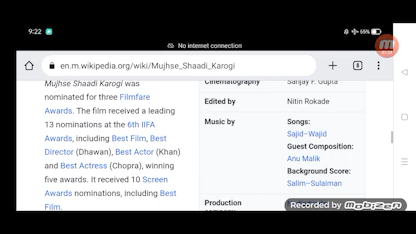 9:22
55%
No internet connection
en.m.wikipedia.org/wiki/Mujhse_Shaadi_Karogi
8
Mujhse Shaadi Karogi was
nominated for three Filmfare
Awards. The film received a leading
13 nominations at the 6th IIFA
Awards, including Best Film, Best
Director (Dhawan), Best Actor (Khan)
and Best Actress (Chopra), winning
five awards. It received 10 Screen
Awards nominations, including Best
Film.
Cinematography Sanjay F. Gupta
Edited by Nitin Rokade
Music by Songs:
Sajid–Wajid
Guest Composition:
Anu Malik
Background Score:
Salim–Sulaiman
Production
Recorded by Mobizen